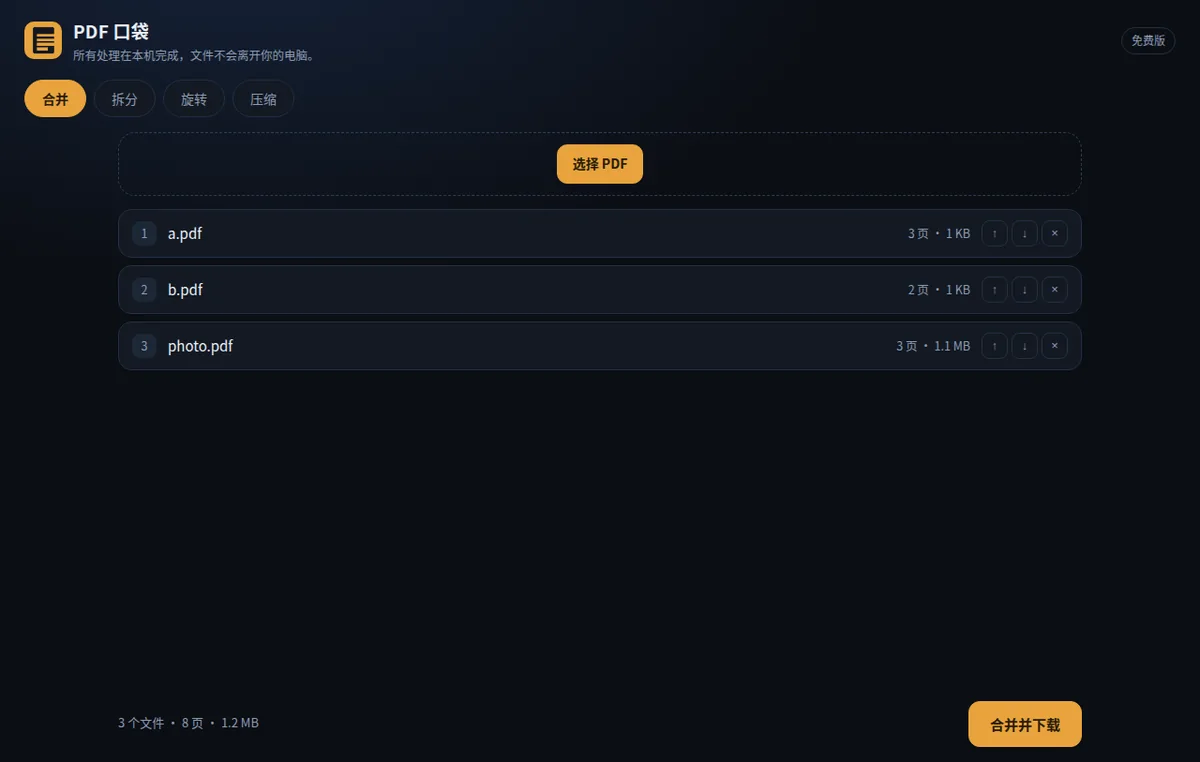 PDF 口袋
所有处理在本机完成，文件不会离开你的电脑。
免费版
合并 拆分 旋转 压缩
选择 PDF
1 a.pdf 3 页 · 1 KB ↑ ↓ ×
2 b.pdf 2 页 · 1 KB ↑ ↓ ×
3 photo.pdf 3 页 · 1.1 MB ↑ ↓ ×
3 个文件 · 8 页 · 1.2 MB
合并并下载